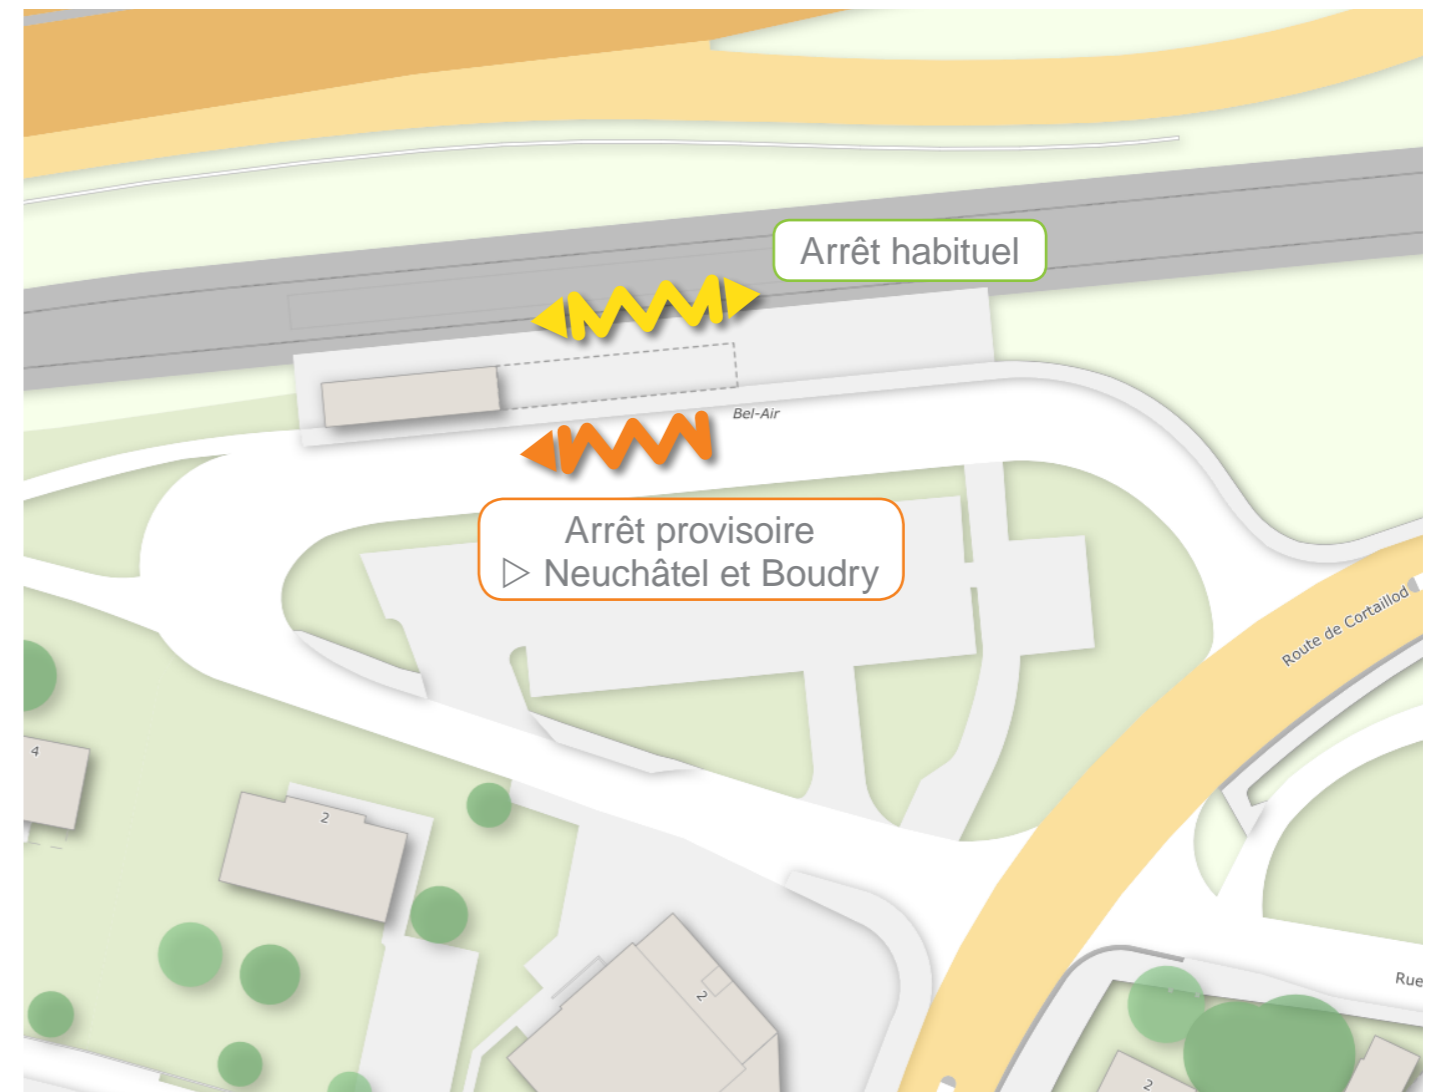 Arrêt habituel
Bel-Air
Arrêt provisoire
▷ Neuchâtel et Boudry
Route de Cortaillod
4
2
2
Rue
2